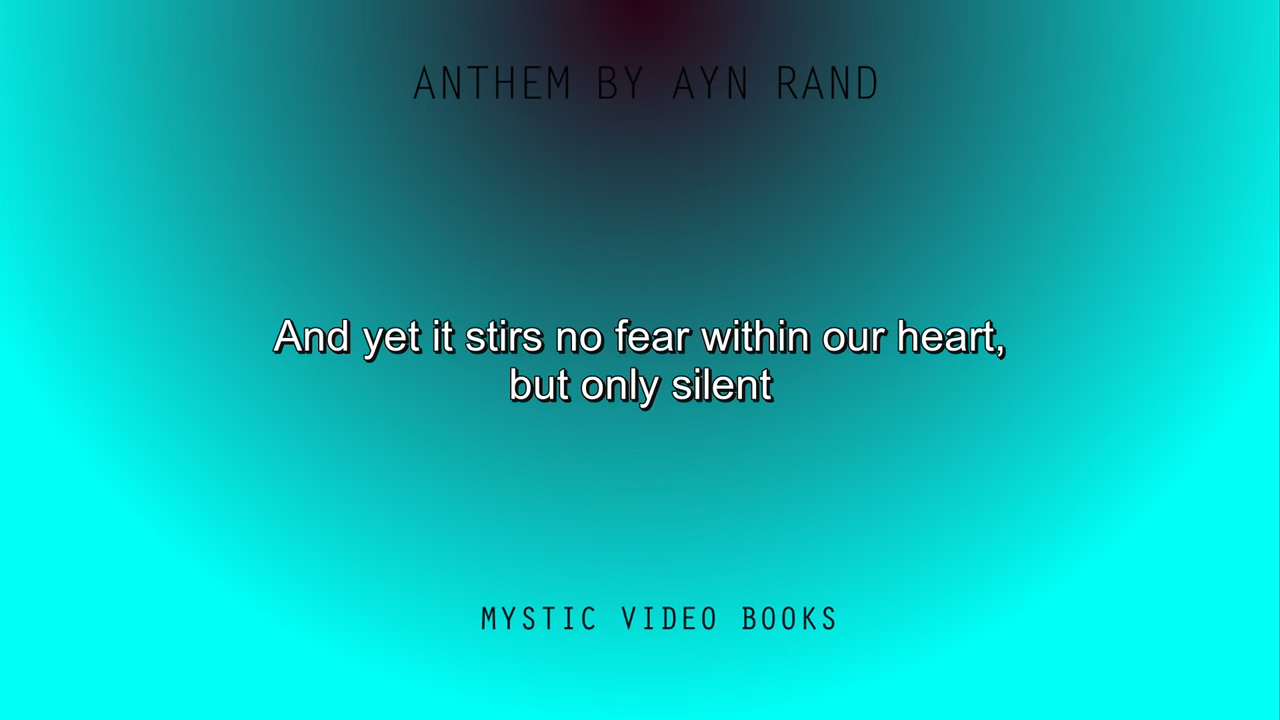 ANTHEM BY AYN RAND
And yet it stirs no fear within our heart,
but only silent
MYSTIC VIDEO BOOKS